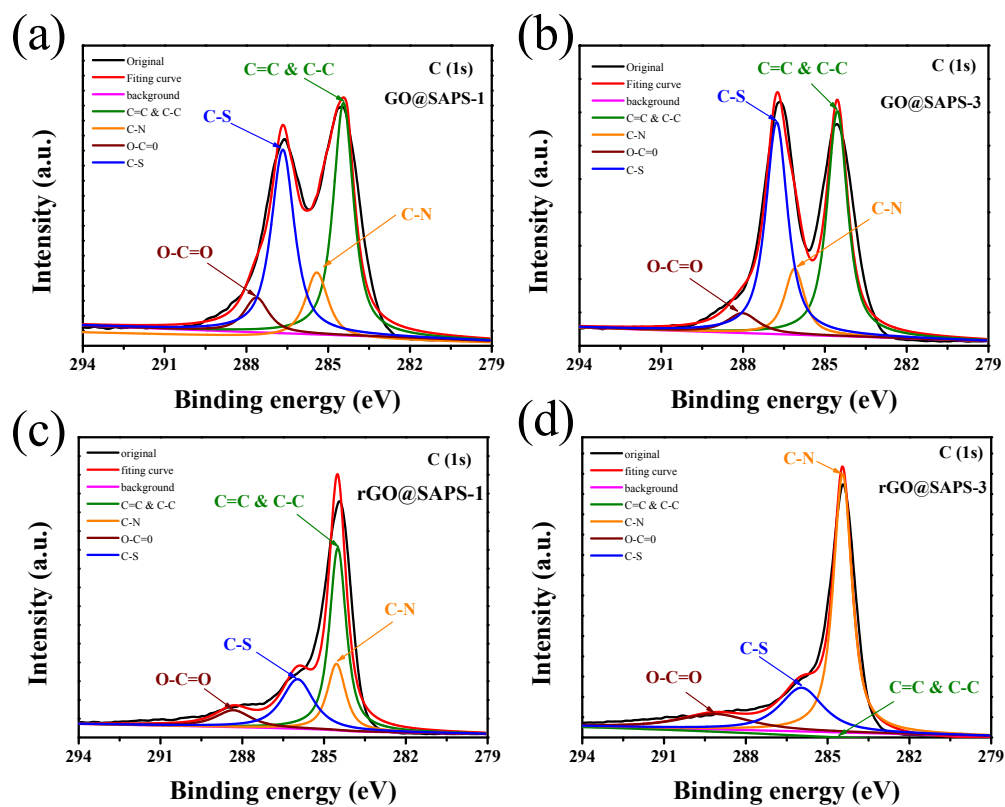 (a)
Original
Fiting curve
background
C=C & C-C
C-N
O-C=0
C-S
C=C & C-C
C (1s)
GO@SAPS-1
C-S
C-N
O-C=O
Intensity (a.u.)
294 291 288 285 282 279
Binding energy (eV)
(b)
Original
Fiting curve
background
C=C & C-C
C-N
O-C=0
C-S
C=C & C-C
C (1s)
GO@SAPS-3
C-S
C-N
O-C=O
Intensity (a.u.)
294 291 288 285 282 279
Binding energy (eV)
(c)
original
fiting curve
background
C=C & C-C
C-N
O-C=0
C-S
C (1s)
rGO@SAPS-1
C=C & C-C
C-N
C-S
O-C=O
Intensity (a.u.)
294 291 288 285 282 279
Binding energy (eV)
(d)
original
fiting curve
background
C=C & C-C
C-N
O-C=0
C-S
C-N
C (1s)
rGO@SAPS-3
C-S
O-C=O
C=C & C-C
Intensity (a.u.)
294 291 288 285 282 279
Binding energy (eV)